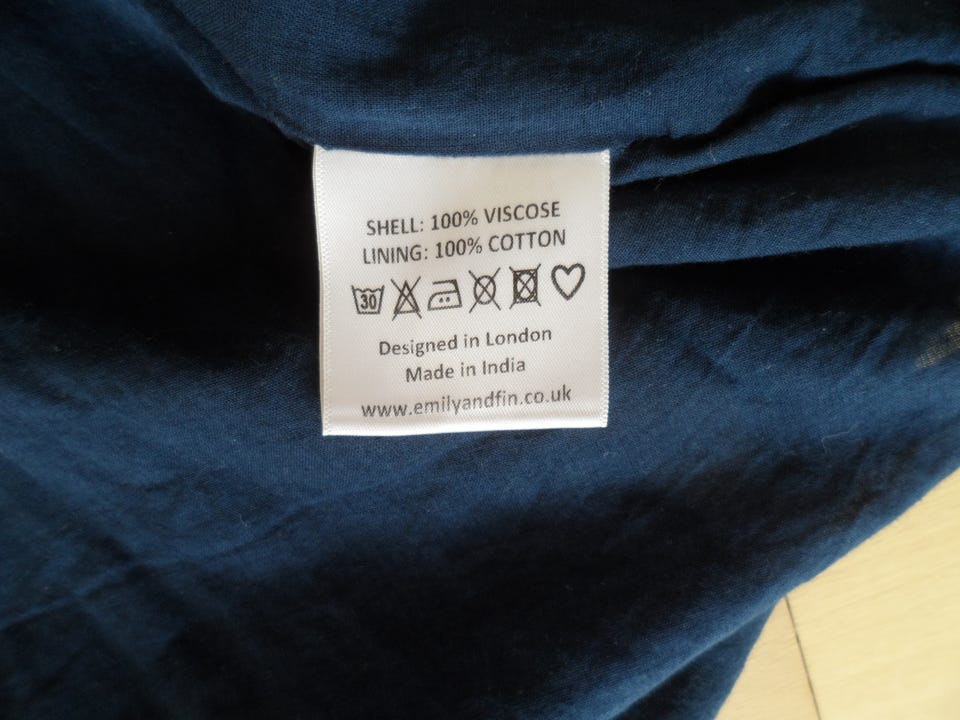 SHELL: 100% VISCOSE
LINING: 100% COTTON
30
Designed in London
Made in India
www.emilyandfin.co.uk